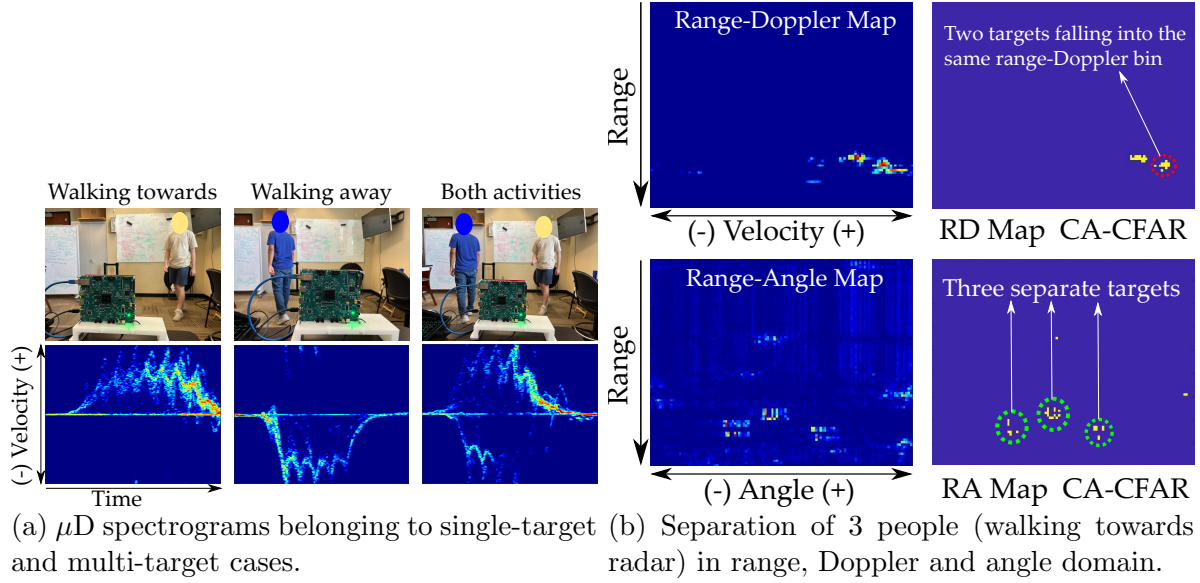 Walking towards
Walking away
Both activities
(-) Velocity (+)
Time
(a) μD spectrograms belonging to single-target
and multi-target cases.
Range-Doppler Map
Range
(-) Velocity (+)
Two targets falling into the
same range-Doppler bin
RD Map CA-CFAR
Range-Angle Map
Range
(-) Angle (+)
Three separate targets
RA Map CA-CFAR
(b) Separation of 3 people (walking towards
radar) in range, Doppler and angle domain.